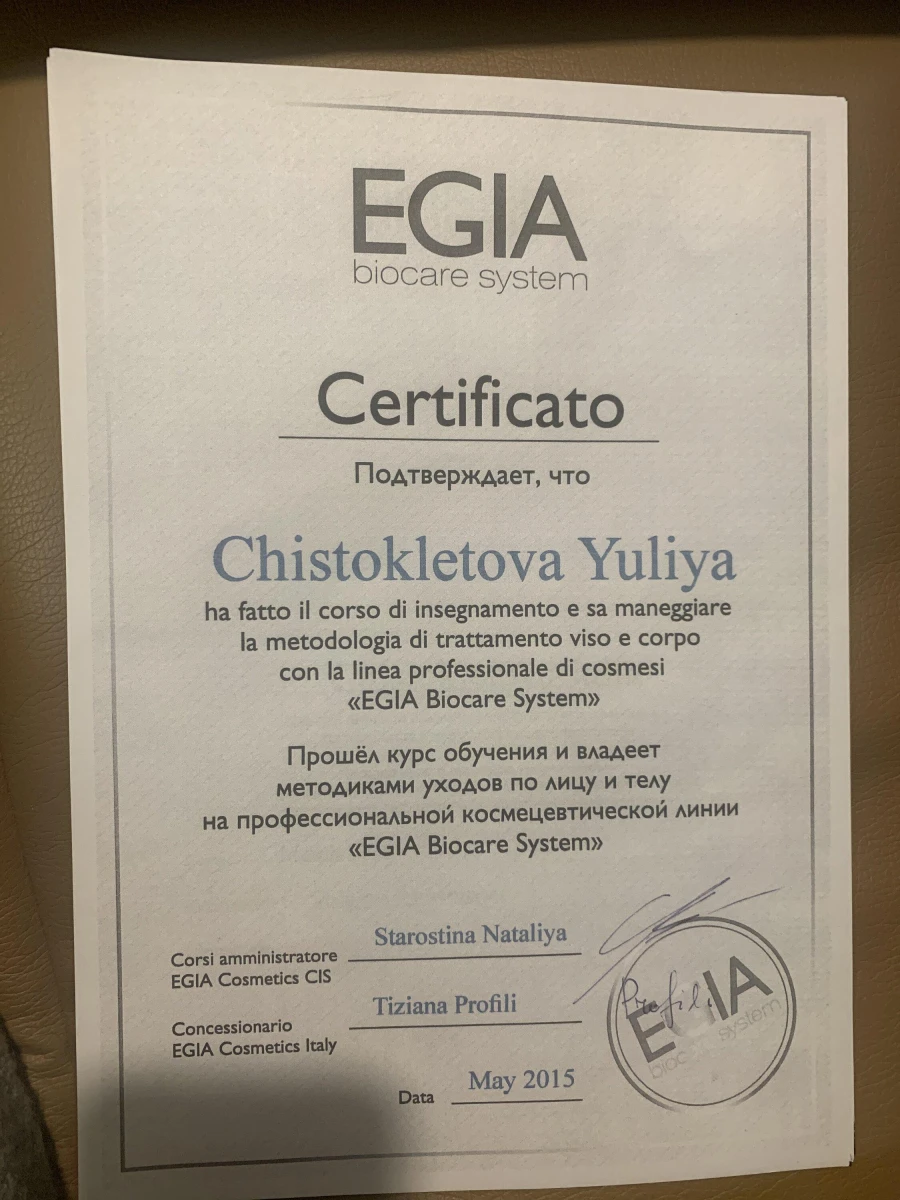 EGIA
biocare system
Certificato
Подтверждает, что
Chistokletova Yuliya
ha fatto il corso di insegnamento e sa maneggiare
la metodologia di trattamento viso e corpo
con la linea professionale di cosmesi
«EGIA Biocare System»
Прошёл курс обучения и владеет
методиками уходов по лицу и телу
на профессиональной космецевтической линии
«EGIA Biocare System»
Corsi amministratore
EGIA Cosmetics CIS
Starostina Nataliya
Concessionario
EGIA Cosmetics Italy
Tiziana Profili
Data
May 2015
Profili
EGIA
biocare system